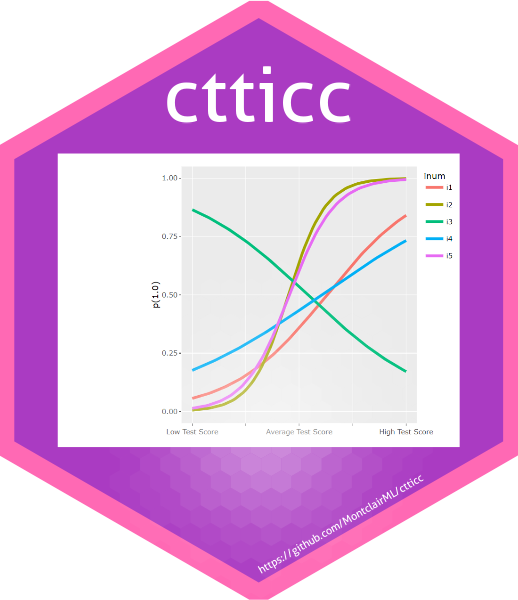 ctticc
inum
i1
i2
i3
i4
i5
1.00
0.75
0.50
0.25
0.00
p(1.0)
Low Test Score
Average Test Score
High Test Score
https://github.com/MontclairML/ctticc